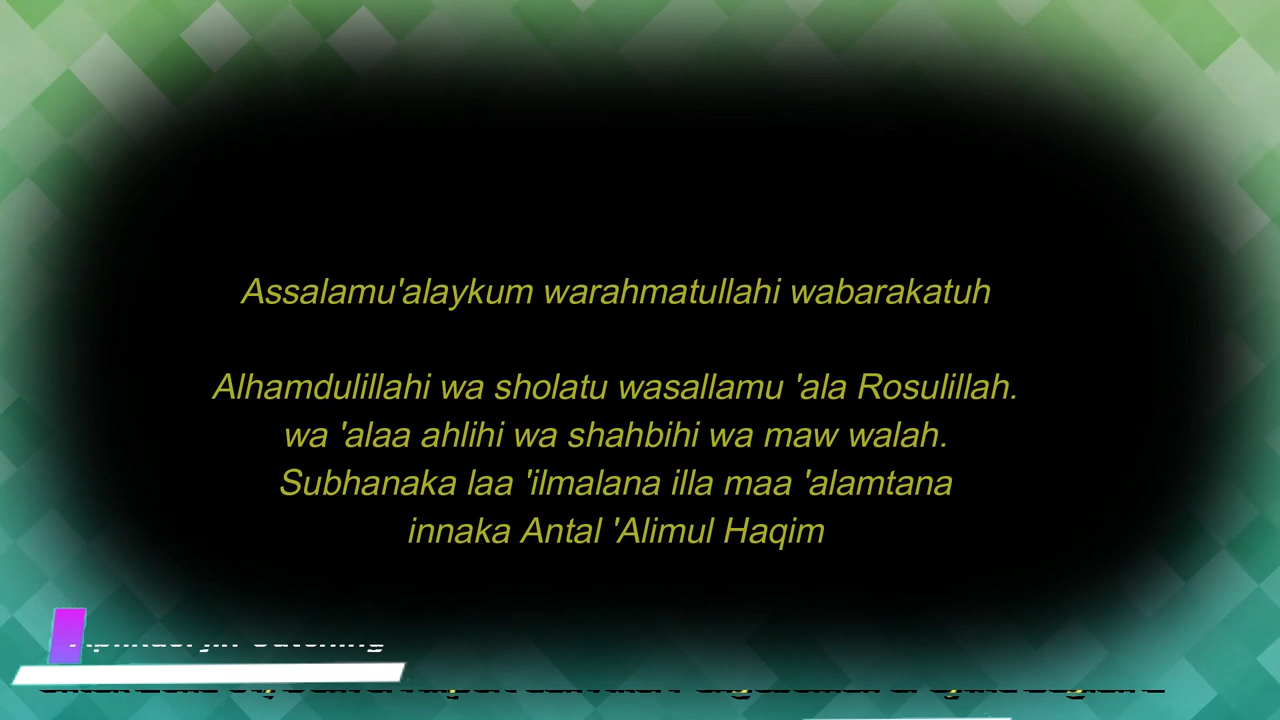 Assalamu'alaykum warahmatullahi wabarakatuh
Alhamdulillahi wa sholatu wasallamu 'ala Rosulillah.
wa 'alaa ahlihi wa shahbihi wa maw walah.
Subhanaka laa 'ilmalana illa maa 'alamtana
innaka Antal 'Alimul Haqim